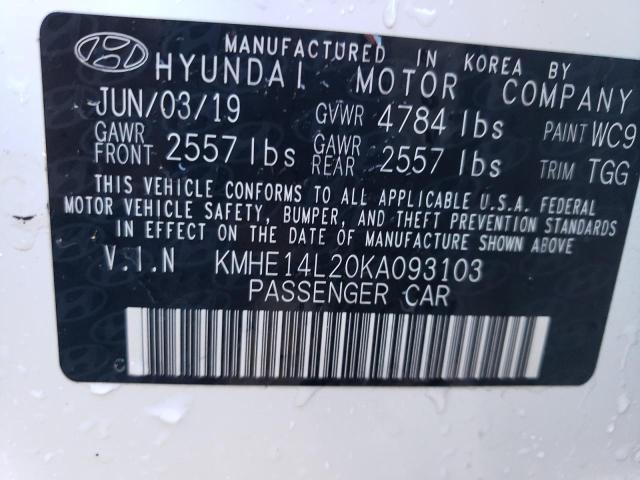 MANUFACTURED IN KOREA BY
HYUNDAI MOTOR COMPANY
JUN/03/19 GVWR 4784 lbs PAINT WC9
GAWR FRONT 2557 lbs GAWR REAR 2557 lbs TRIM TGG
THIS VEHICLE CONFORMS TO ALL APPLICABLE U.S.A. FEDERAL
MOTOR VEHICLE SAFETY, BUMPER, AND THEFT PREVENTION STANDARDS
IN EFFECT ON THE DATE OF MANUFACTURE SHOWN ABOVE
V.I.N KMHE14L20KA093103
PASSENGER CAR
C